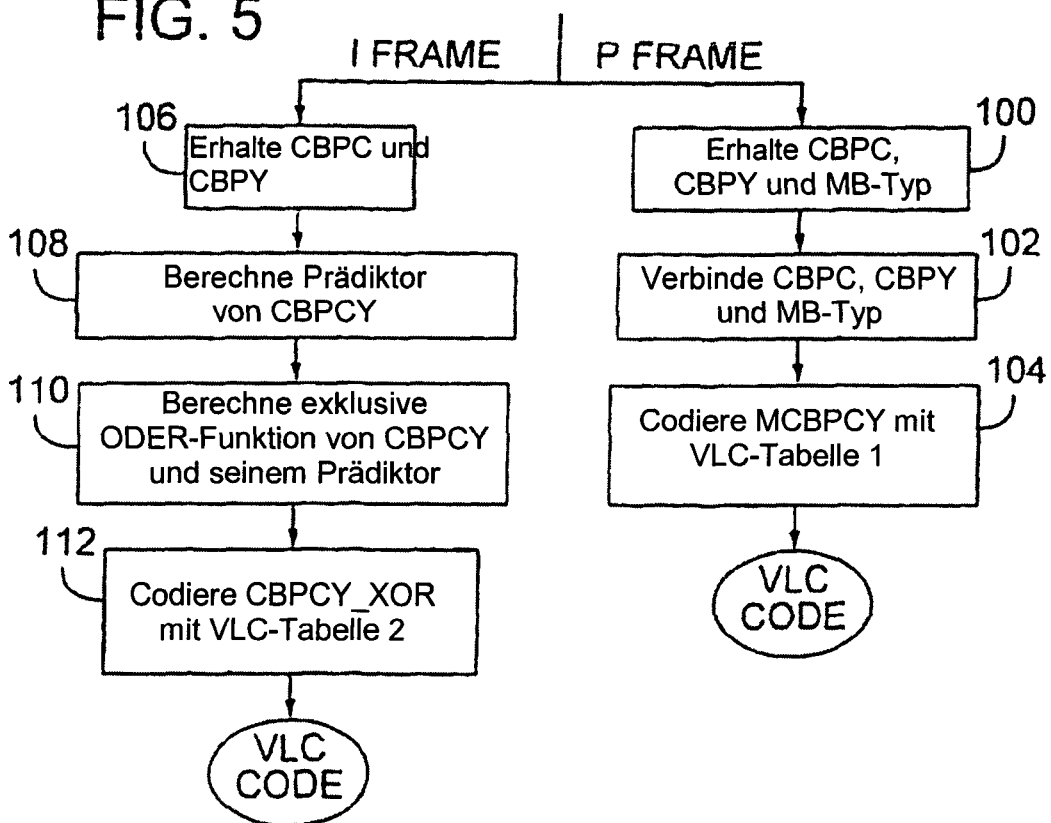 FIG. 5
I FRAME
P FRAME
106
Erhalte CBPC und
CBPY
108
Berechne Prädiktor
von CBPCY
110
Berechne exklusive
ODER-Funktion von CBPCY
und seinem Prädiktor
112
Codiere CBPCY_XOR
mit VLC-Tabelle 2
VLC
CODE
100
Erhalte CBPC,
CBPY und MB-Typ
102
Verbinde CBPC, CBPY
und MB-Typ
104
Codiere MCBPCY mit
VLC-Tabelle 1
VLC
CODE